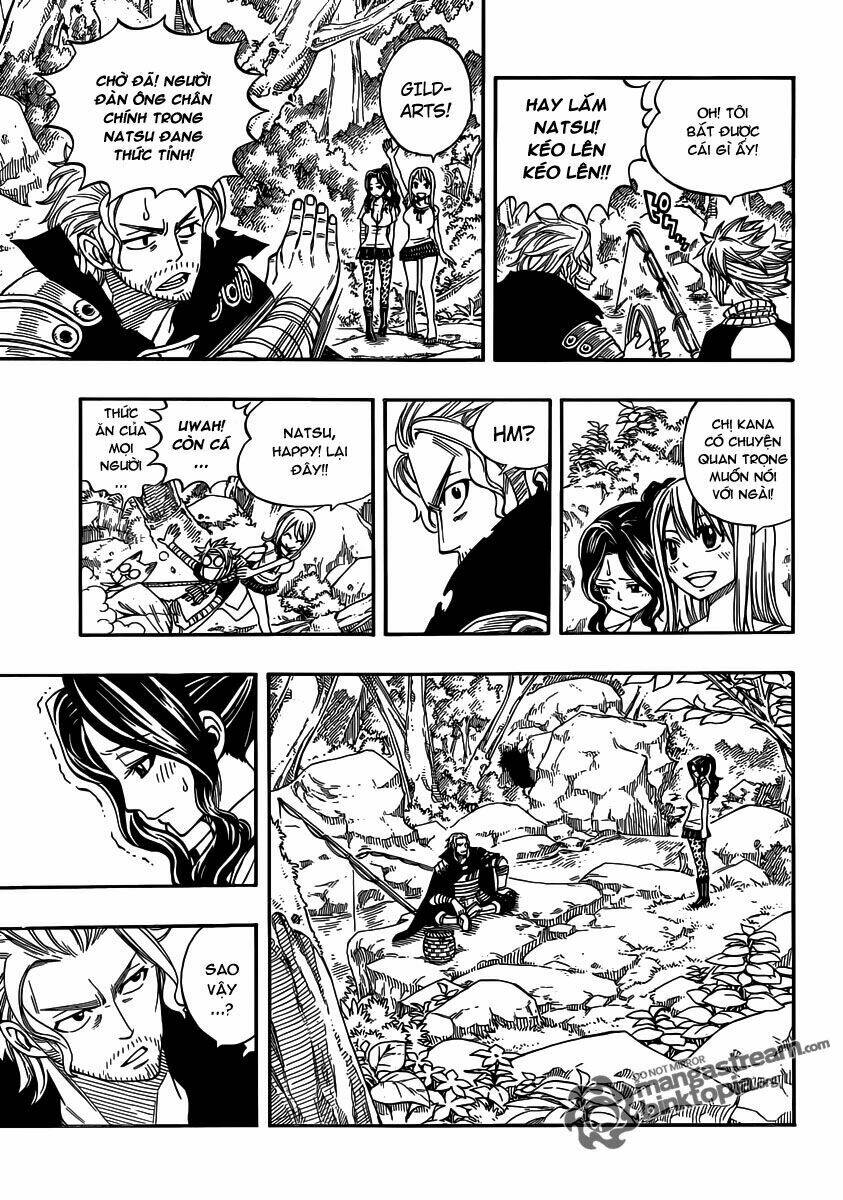 OH! TÔI
BẮT ĐƯỢC
CÁI GÌ ẤY!
HAY LẮM
NATSU!
KÉO LÊN
KÉO LÊN!!
GILD-
ARTS!
CHỜ ĐÃ! NGƯỜI
ĐÀN ÔNG CHÂN
CHÍNH TRONG
NATSU ĐANG
THỨC TỈNH!
CHỊ KANA
CÓ CHUYỆN
QUAN TRỌNG
MUỐN NÓI
VỚI NGÀI!
HM?
NATSU,
HAPPY! LẠI
ĐÂY!!
UWAH!
CÒN CÁ
...
THỨC
ĂN CỦA
MỌI
NGƯỜI
...
SAO
VẬY
...?
DO NOT MIRROR
mangastream.com